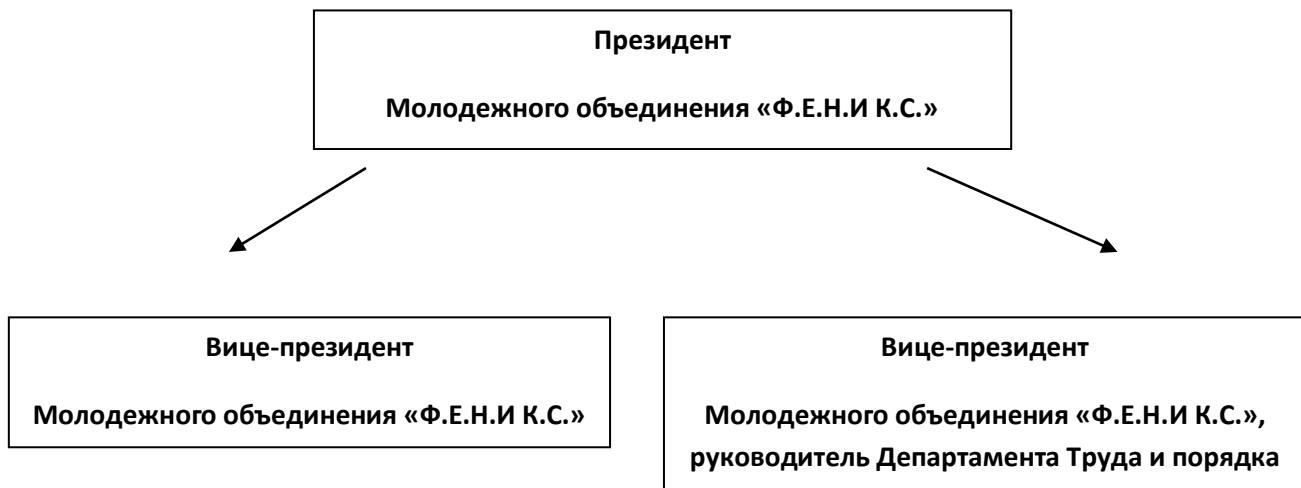 Президент
Молодежного объединения «Ф.Е.Н.И К.С.»
Вице-президент
Молодежного объединения «Ф.Е.Н.И К.С.»
Вице-президент
Молодежного объединения «Ф.Е.Н.И К.С.»,
руководитель Департамента Труда и порядка